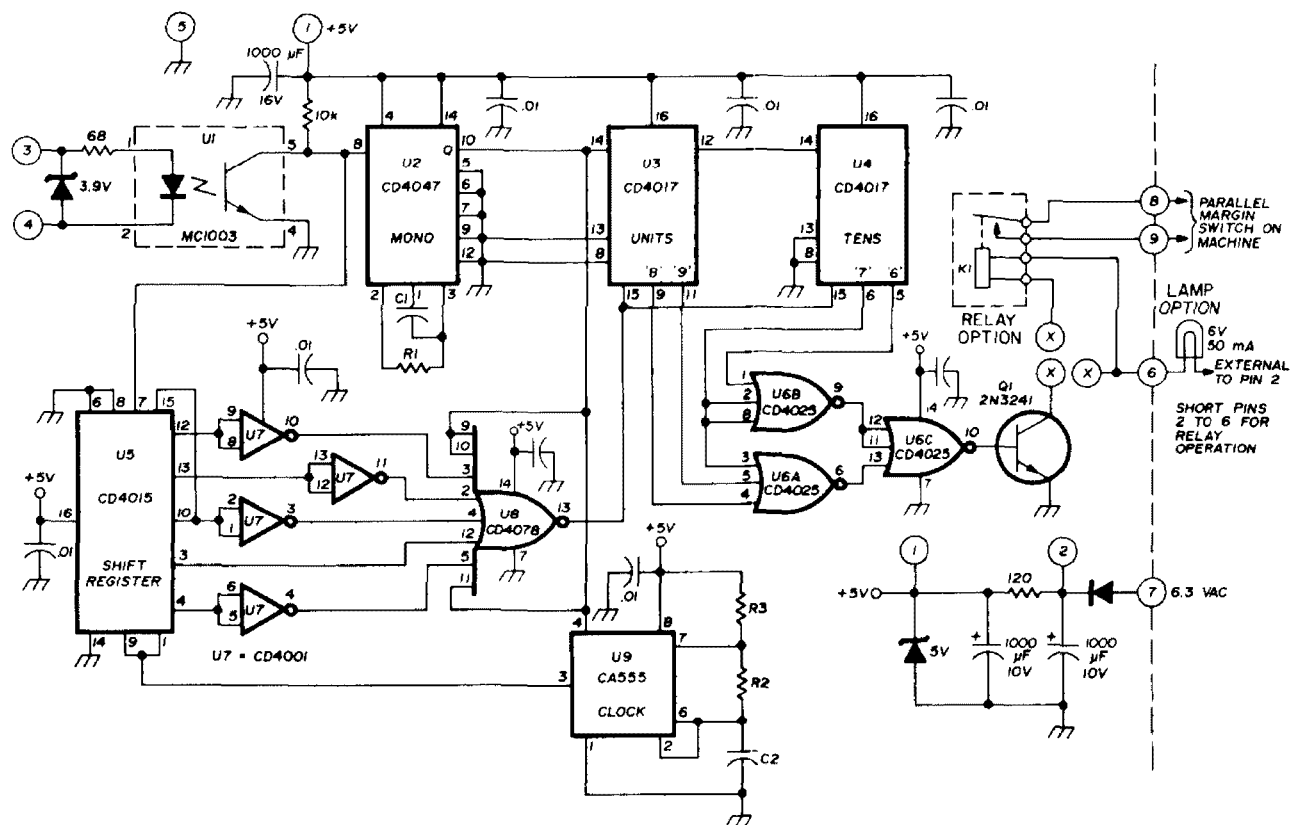 5
1 +5V
1000 µF
16V
10k
.01
.01
.01
3
68
1
U1
5
3.9V
4
2
MC1003
4
4
14
8
U2
CD4047
MONO
Q
10
5
6
7
9
12
2
1
3
C1
R1
16
14
U3
CD4017
UNITS
12
13
8
'8'
'9'
15
9
11
16
14
U4
CD4017
TENS
13
8
'7'
'6'
15
6
5
K1
RELAY
OPTION
X
8
9
PARALLEL
MARGIN
SWITCH ON
MACHINE
LAMP
OPTION
6V
50 mA
X
6
EXTERNAL
TO PIN 2
SHORT PINS
2 TO 6 FOR
RELAY
OPERATION
+5V
.01
6
8
7
15
U5
CD4015
SHIFT
REGISTER
12
13
10
3
4
+5V
16
.01
14
9
1
9
8
U7
10
13
12
U7
11
2
1
U7
3
6
5
U7
4
U7 = CD4001
9
10
3
2
4
12
5
11
+5V
14
U8
CD4078
13
7
1
2
8
U6B
CD4025
9
3
5
4
U6A
CD4025
6
+5V
14
12
11
13
U6C
CD4025
10
7
Q1
2N3241
X
+5V
.01
4
8
3
U9
CA555
CLOCK
7
6
1
2
R3
R2
C2
1
+5V
5V
120
1000
µF
10V
2
1000
µF
10V
7
6.3 VAC